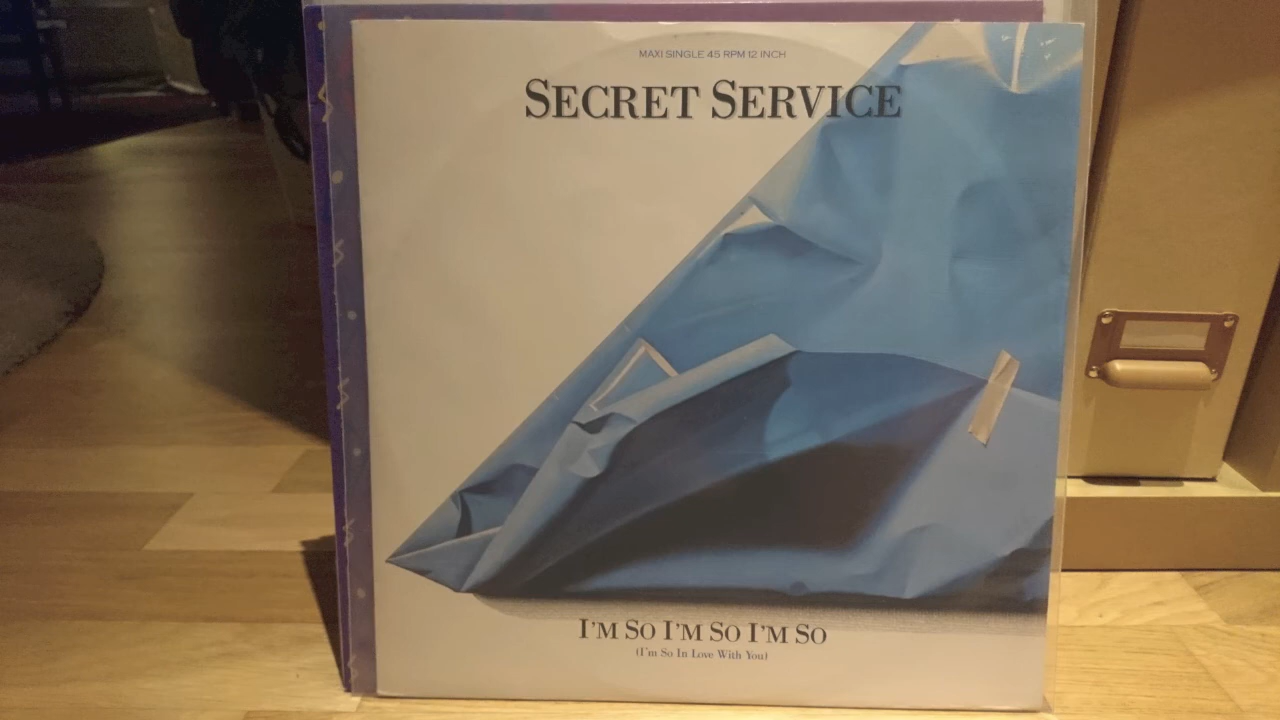 MAXI SINGLE 45 RPM 12 INCH
SECRET SERVICE
I'M SO I'M SO I'M SO
(I'm So In Love With You)